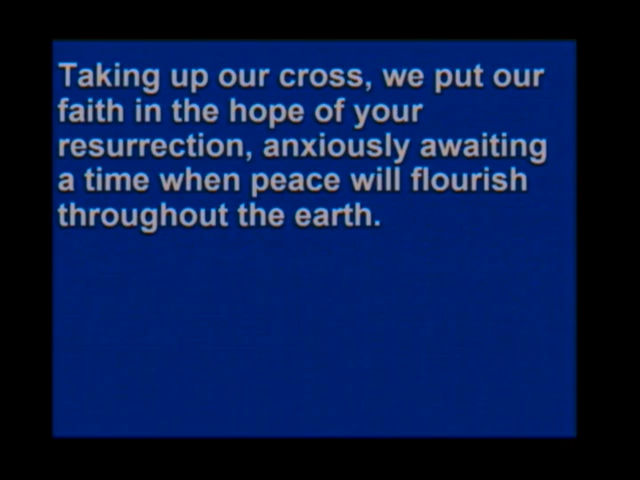 Taking up our cross, we put our
faith in the hope of your
resurrection, anxiously awaiting
a time when peace will flourish
throughout the earth.